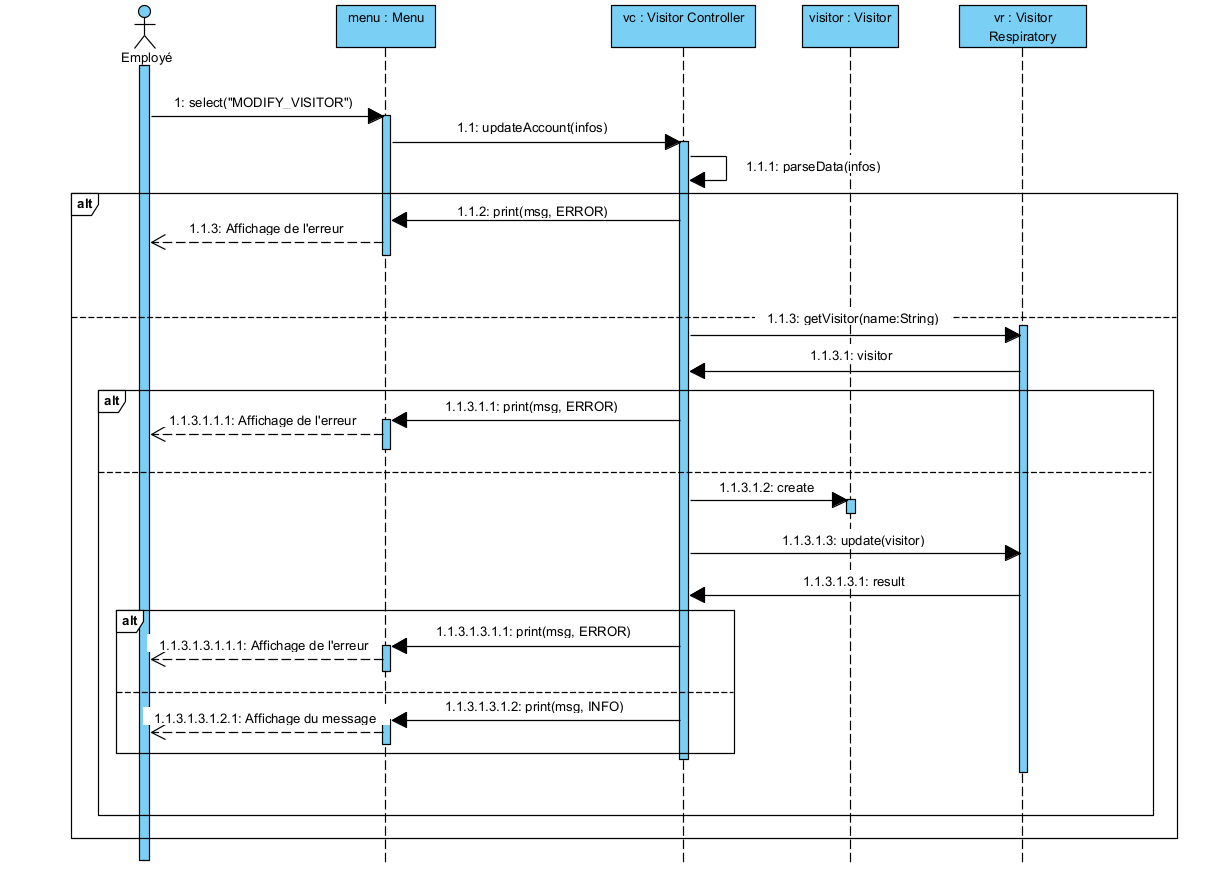 menu : Menu
vc : Visitor Controller
visitor : Visitor
vr : Visitor
Respiratory
Employé
1: select("MODIFY_VISITOR")
1.1: updateAccount(infos)
1.1.1: parseData(infos)
alt
1.1.2: print(msg, ERROR)
1.1.3: Affichage de l'erreur
1.1.3: getVisitor(name:String)
1.1.3.1: visitor
alt
1.1.3.1.1: print(msg, ERROR)
1.1.3.1.1.1: Affichage de l'erreur
1.1.3.1.2: create
1.1.3.1.3: update(visitor)
1.1.3.1.3.1: result
alt
1.1.3.1.3.1.1: print(msg, ERROR)
1.1.3.1.3.1.1.1: Affichage de l'erreur
1.1.3.1.3.1.2: print(msg, INFO)
1.1.3.1.3.1.2.1: Affichage du message